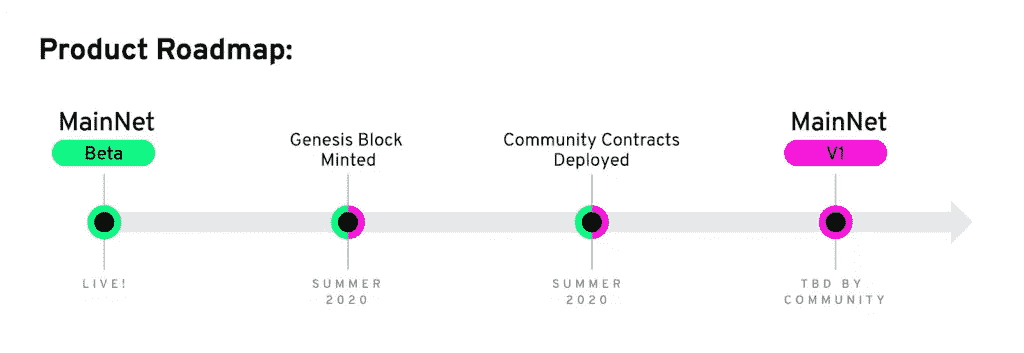 Product Roadmap:
MainNet
Beta
Genesis Block
Minted
Community Contracts
Deployed
MainNet
V1
LIVE!
SUMMER
2020
SUMMER
2020
TBD BY
COMMUNITY